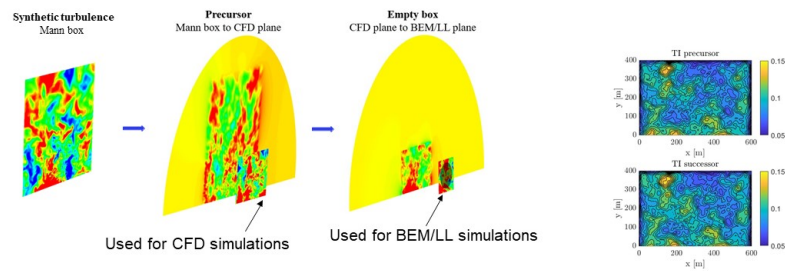 Synthetic turbulence
Mann box
Precursor
Mann box to CFD plane
Empty box
CFD plane to BEM/LL plane
Used for CFD simulations
Used for BEM/LL simulations
TI precursor
400
300
200
100
0
y [m]
0 200 400 600
x [m]
0.15
0.1
0.05
TI successor
400
300
200
100
0
y [m]
0 200 400 600
x [m]
0.15
0.1
0.05